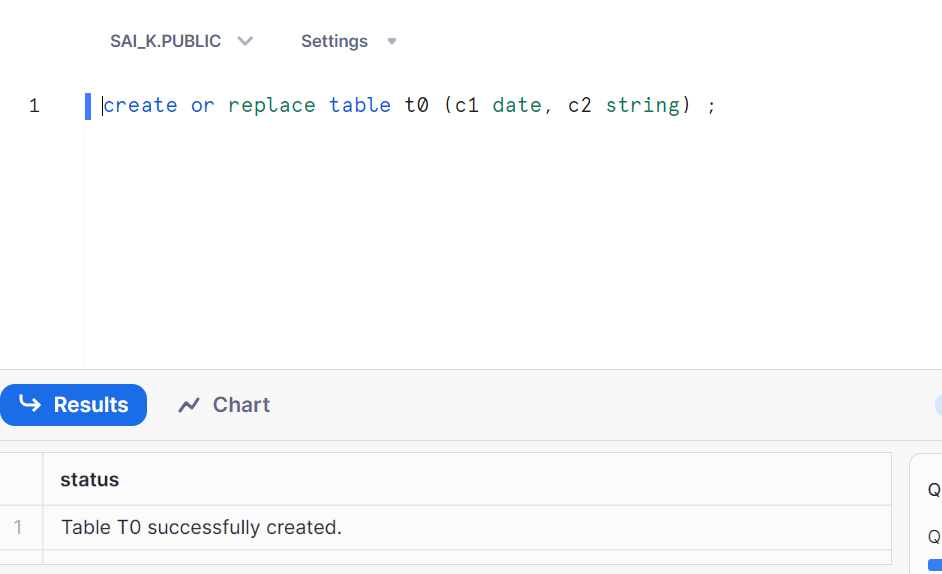 SAI_K.PUBLIC Settings
1 create or replace table t0 (c1 date, c2 string) ;
Results Chart
status
Q
1 Table T0 successfully created.
Q